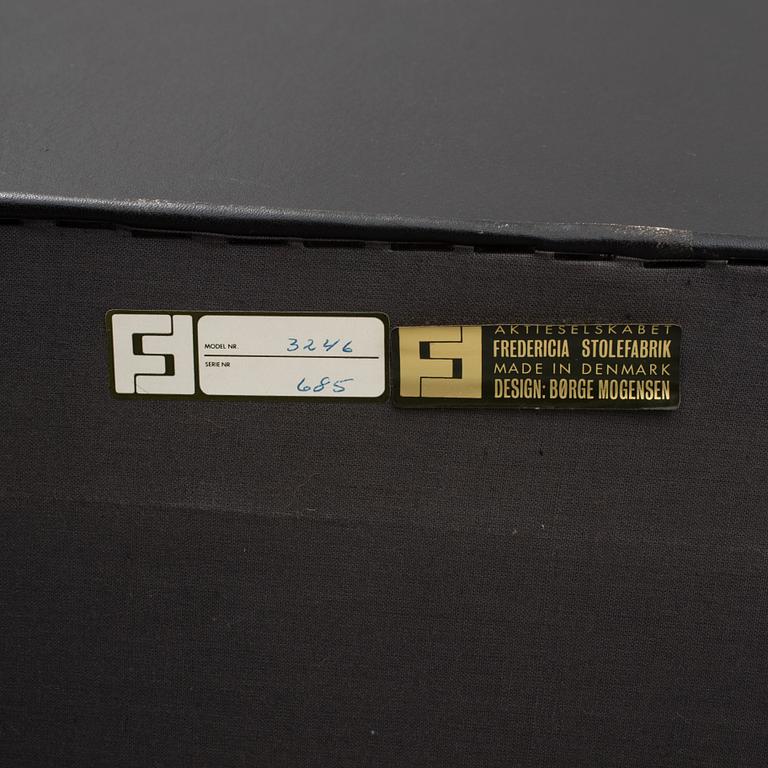 MODEL NR. 3246
SERIE NR 685
AKTIESELSKABET
FREDERICIA STOLEFABRIK
MADE IN DENMARK
DESIGN: BØRGE MOGENSEN